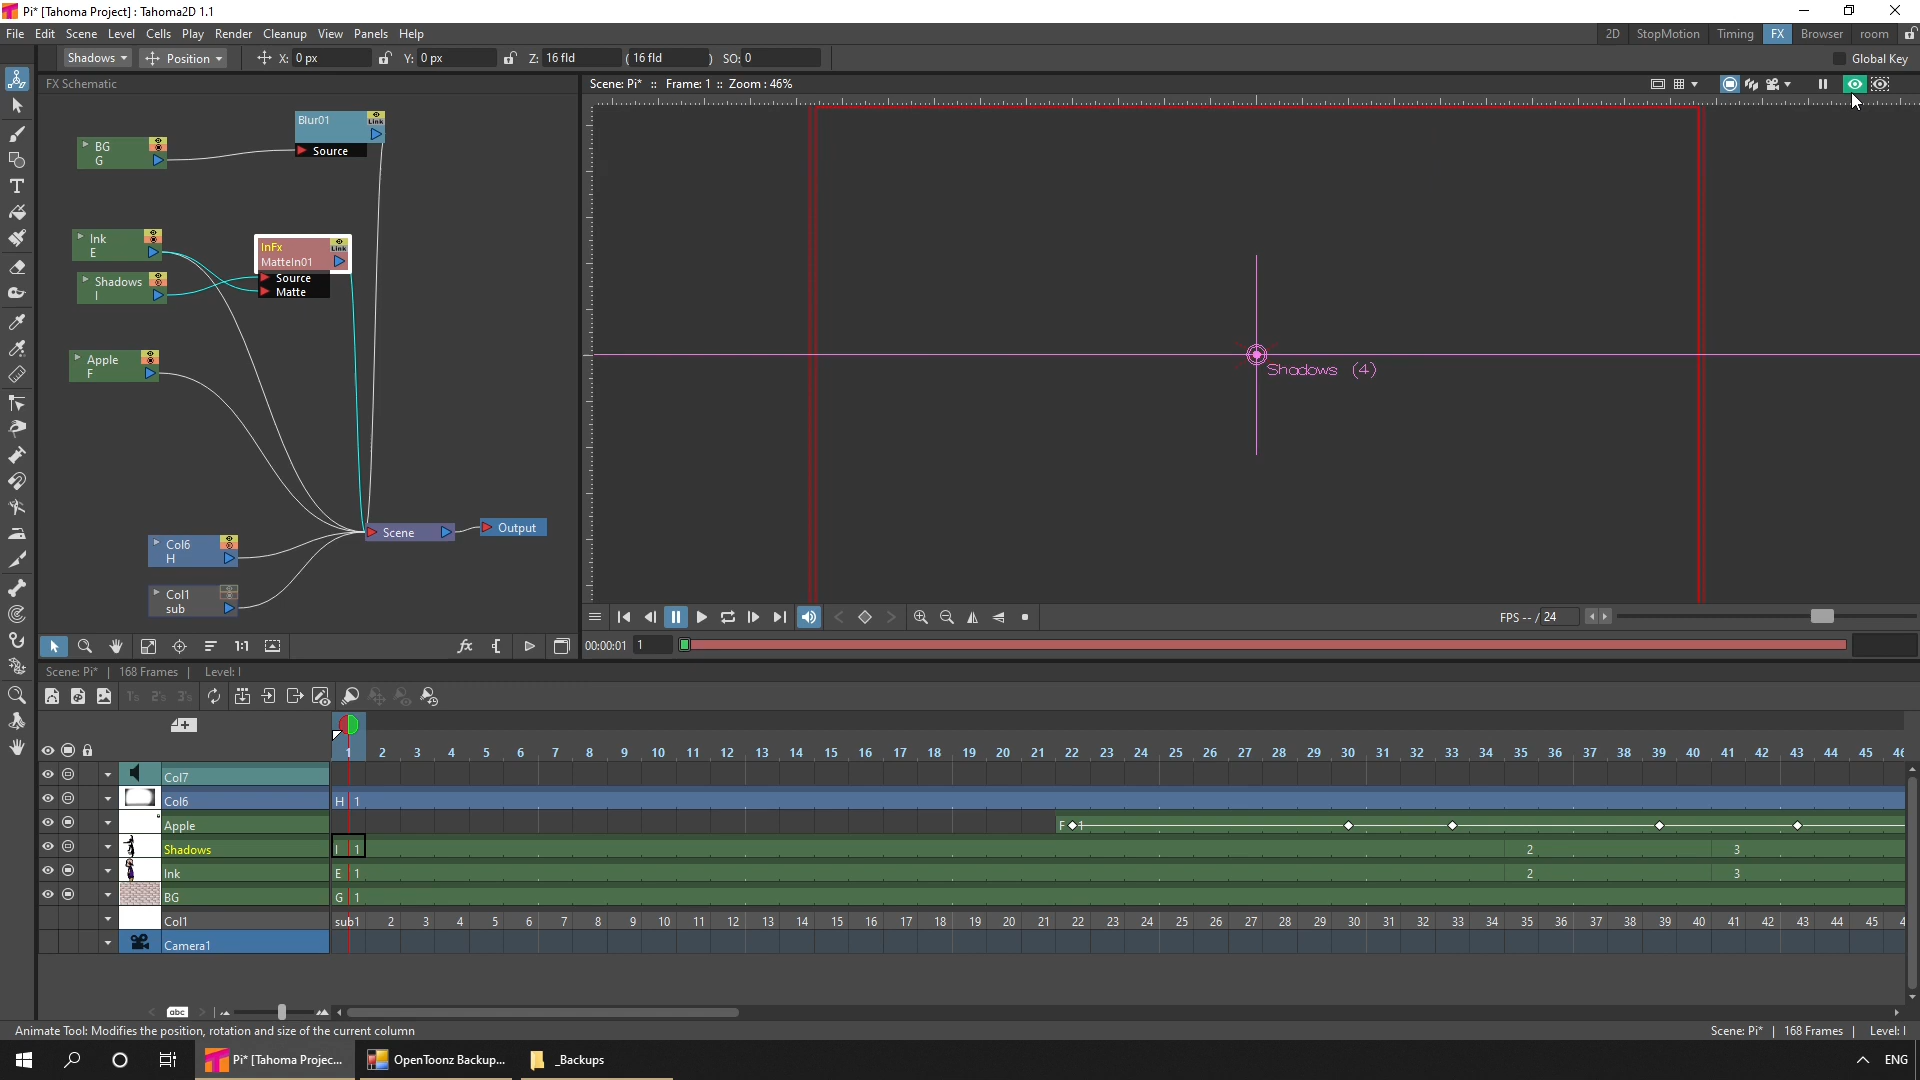 Pi* [Tahoma Project] : Tahoma2D 1.1
File Edit Scene Level Cells Play Render Cleanup View Panels Help
2D StopMotion Timing FX Browser room
Shadows Position X: 0 px Y: 0 px Z: 16 fld ( 16 fld ) SO: 0 Global Key
FX Schematic
Scene: Pi* :: Frame: 1 :: Zoom : 46%
Blur01 Link
Source
BG
G
Ink
E
Shadows
I
InFx Link
MatteIn01
Source
Matte
Apple
F
Scene
Output
Col6
H
Col1
sub
Shadows (4)
FPS -- / 24
1:1 fx
00:00:01 1
Scene: Pi* | 168 Frames | Level: I
1's 2's 3's
1 2 3 4 5 6 7 8 9 10 11 12 13 14 15 16 17 18 19 20 21 22 23 24 25 26 27 28 29 30 31 32 33 34 35 36 37 38 39 40 41 42 43 44 45 46
Col7
Col6 H 1
Apple F 1
Shadows I 1 2 3
Ink E 1 2 3
BG G 1
Col1 sub1 2 3 4 5 6 7 8 9 10 11 12 13 14 15 16 17 18 19 20 21 22 23 24 25 26 27 28 29 30 31 32 33 34 35 36 37 38 39 40 41 42 43 44 45 4
Camera1
abc
Animate Tool: Modifies the position, rotation and size of the current column
Scene: Pi* | 168 Frames | Level: I
Pi* [Tahoma Projec... OpenToonz Backup... _Backups ENG